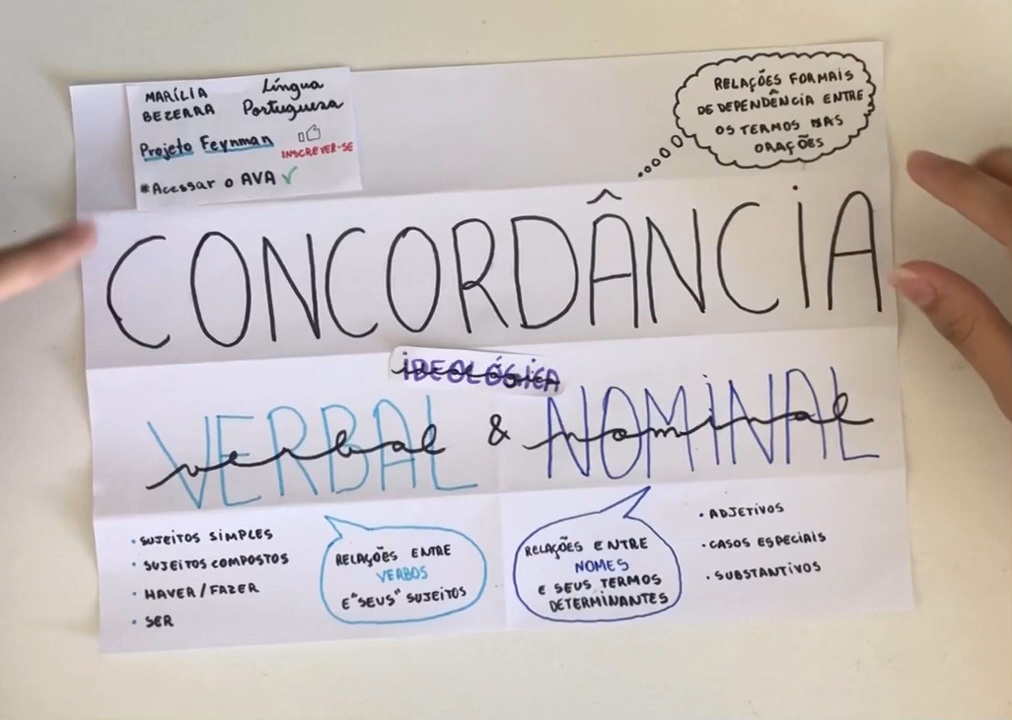 MARÍLIA
BEZERRA
Língua
Portuguesa
Projeto Feynman
INSCREVER-SE
*Acessar o AVA ✓
RELAÇÕES FORMAIS
DE DEPENDÊNCIA ENTRE
OS TERMOS NAS
ORAÇÕES
CONCORDÂNCIA
IDEOLÓGICA
VERBAL & NOMINAL
verbal nominal
• SUJEITOS SIMPLES
• SUJEITOS COMPOSTOS
• HAVER/FAZER
• SER
RELAÇÕES ENTRE
VERBOS
E "SEUS" SUJEITOS
RELAÇÕES ENTRE
NOMES
E SEUS TERMOS
DETERMINANTES
• ADJETIVOS
• CASOS ESPECIAIS
• SUBSTANTIVOS